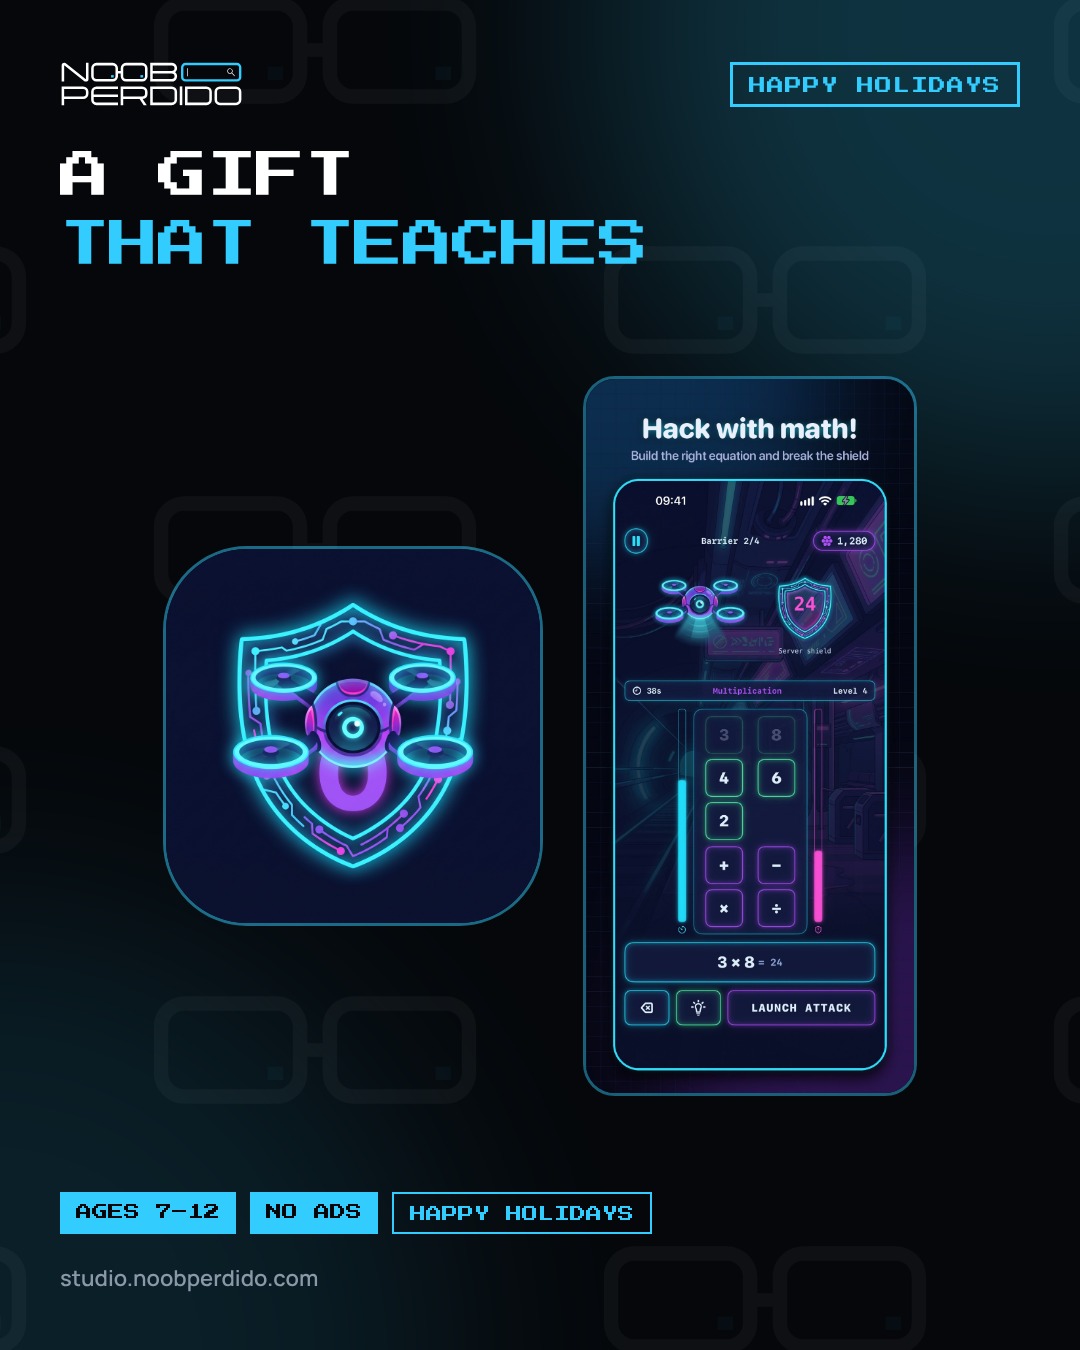 NOOB
PERDIDO
HAPPY HOLIDAYS
A GIFT
THAT TEACHES
Hack with math!
Build the right equation and break the shield
09:41
Barrier 2/4
1,280
24
Server shield
38s
Multiplication
Level 4
3 8
4 6
2
+ −
× ÷
3 × 8 = 24
LAUNCH ATTACK
AGES 7-12
NO ADS
HAPPY HOLIDAYS
studio.noobperdido.com